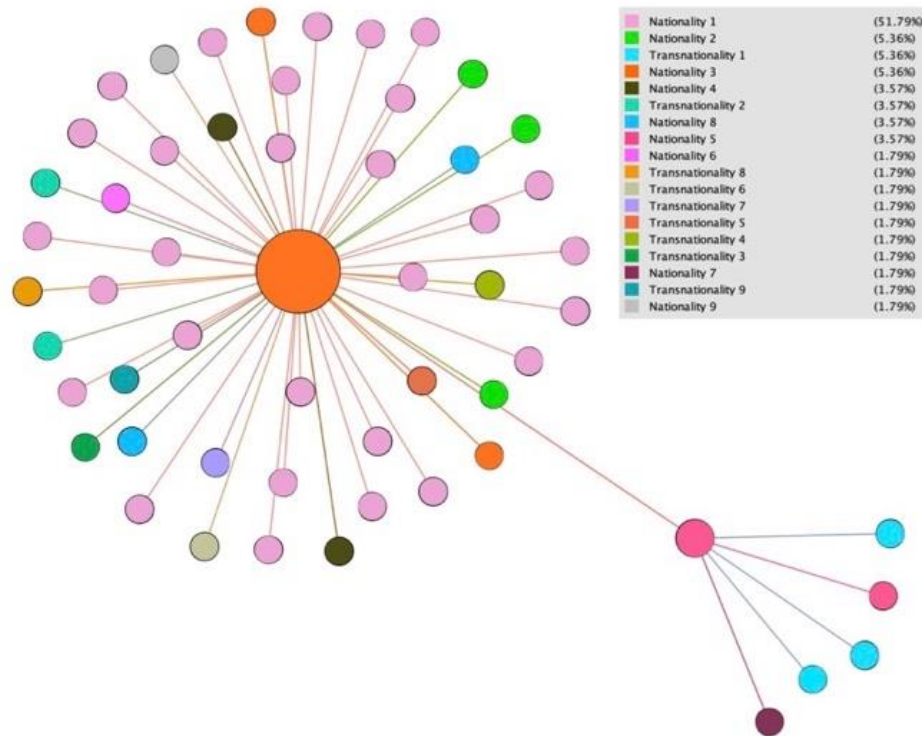 Nationality 1 (51.79%)
Nationality 2 (5.36%)
Transnationality 1 (5.36%)
Nationality 3 (5.36%)
Nationality 4 (3.57%)
Transnationality 2 (3.57%)
Nationality 8 (3.57%)
Nationality 5 (3.57%)
Nationality 6 (1.79%)
Transnationality 8 (1.79%)
Transnationality 6 (1.79%)
Transnationality 7 (1.79%)
Transnationality 5 (1.79%)
Transnationality 4 (1.79%)
Transnationality 3 (1.79%)
Nationality 7 (1.79%)
Transnationality 9 (1.79%)
Nationality 9 (1.79%)